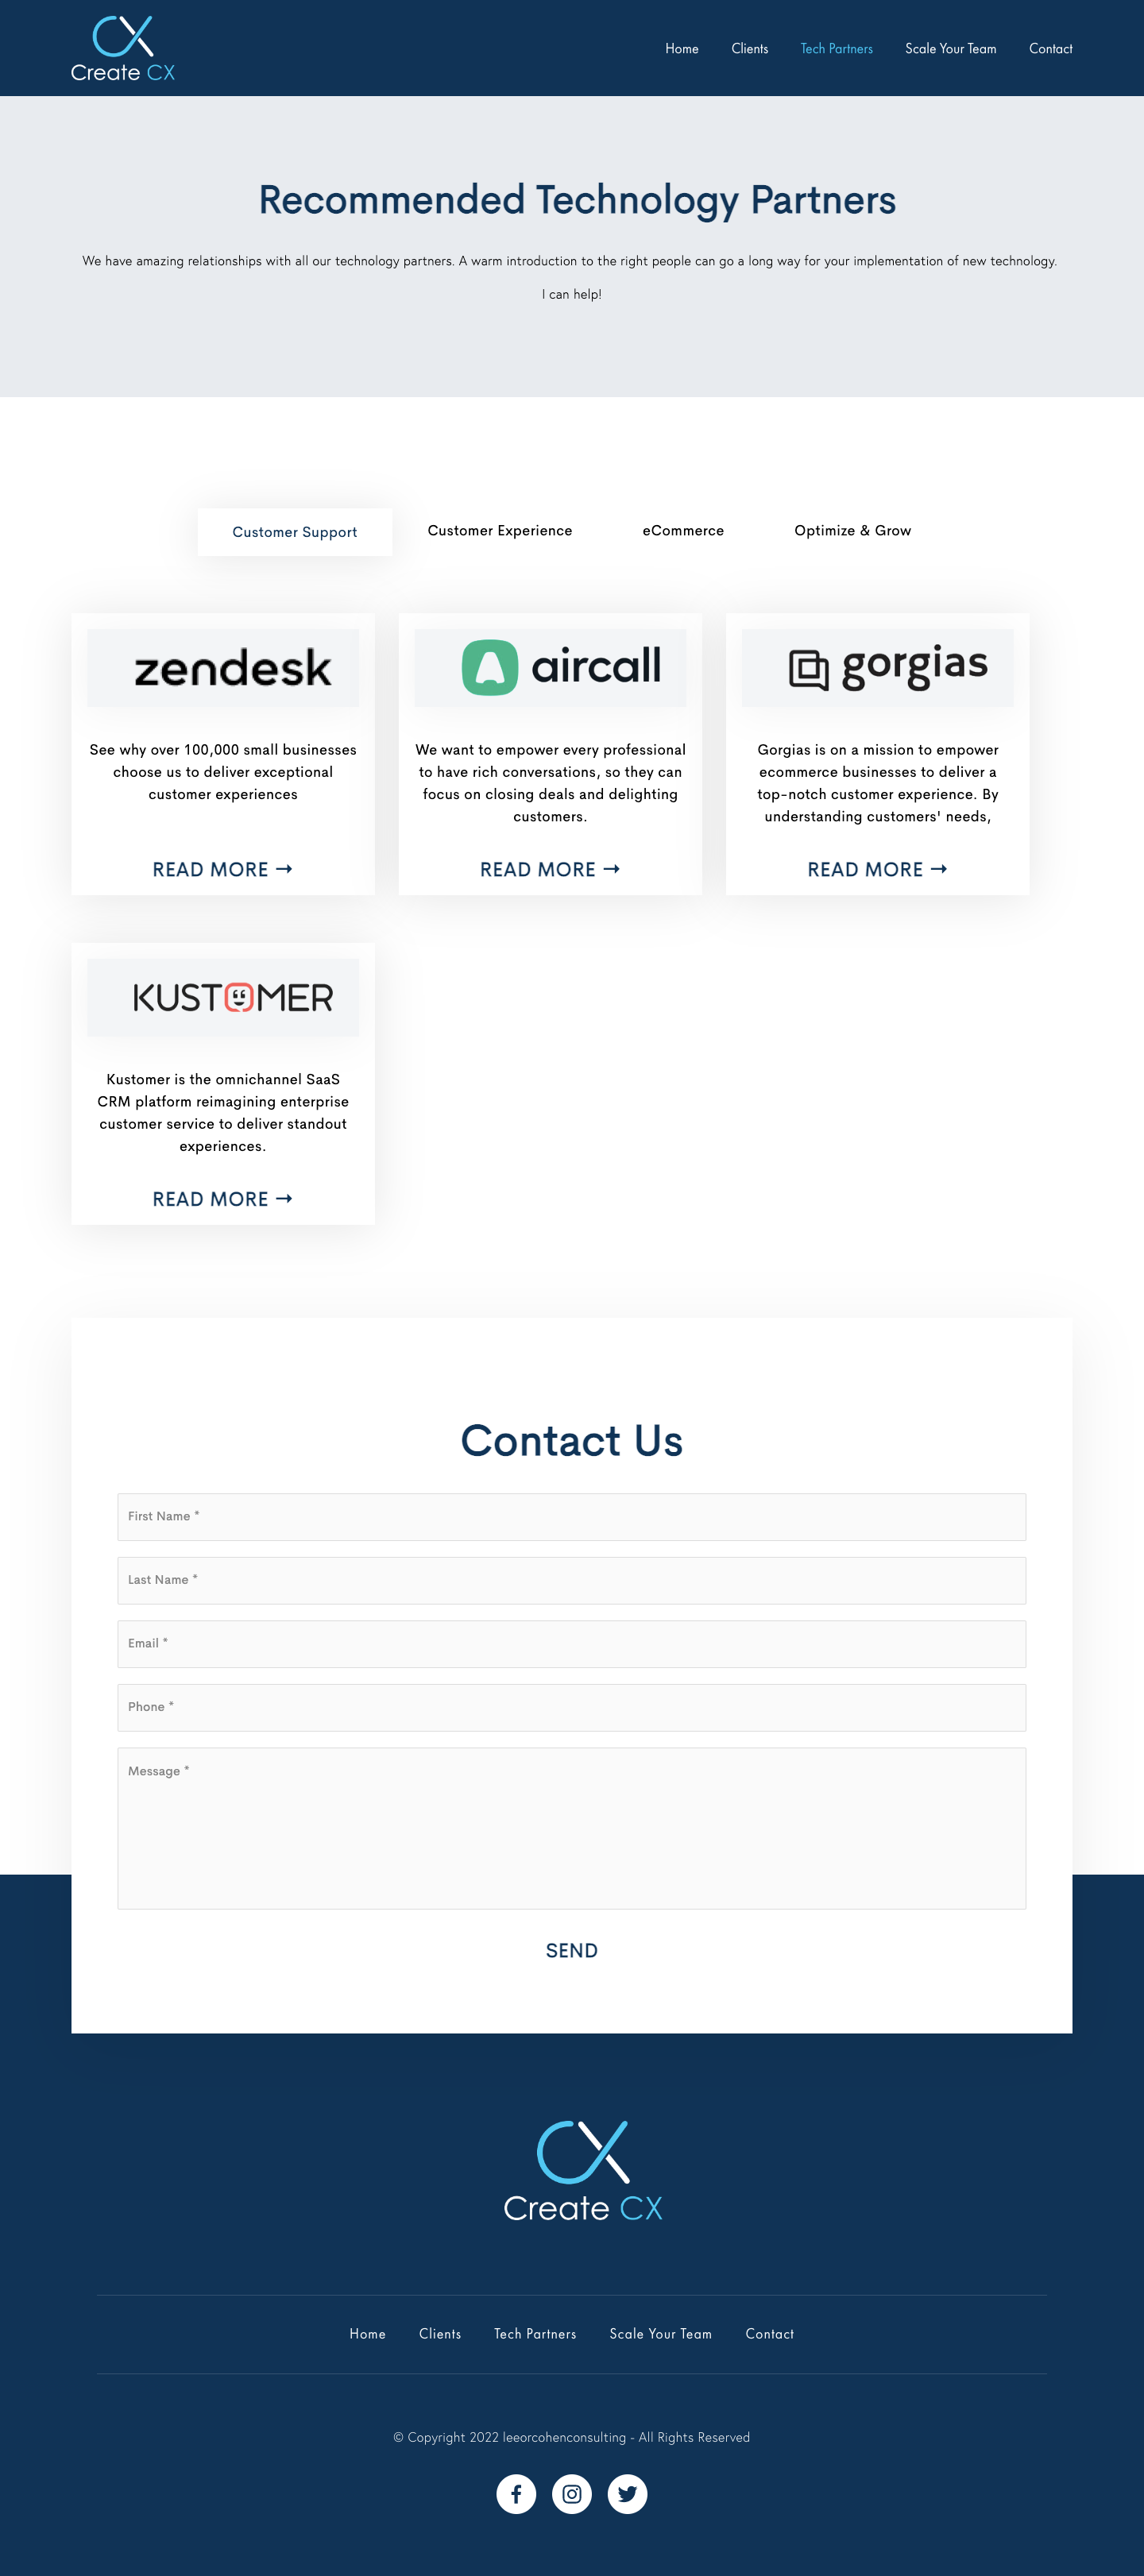 CX
Create CX
Home Clients Tech Partners Scale Your Team Contact
Recommended Technology Partners
We have amazing relationships with all our technology partners. A warm introduction to the right people can go a long way for your implementation of new technology.
I can help!
Customer Support Customer Experience eCommerce Optimize & Grow
zendesk
See why over 100,000 small businesses
choose us to deliver exceptional
customer experiences
READ MORE ➞
aircall
We want to empower every professional
to have rich conversations, so they can
focus on closing deals and delighting
customers.
READ MORE ➞
gorgias
Gorgias is on a mission to empower
ecommerce businesses to deliver a
top-notch customer experience. By
understanding customers' needs,
READ MORE ➞
KUSTOMER
Kustomer is the omnichannel SaaS
CRM platform reimagining enterprise
customer service to deliver standout
experiences.
READ MORE ➞
Contact Us
First Name *
Last Name *
Email *
Phone *
Message *
SEND
CX
Create CX
Home Clients Tech Partners Scale Your Team Contact
© Copyright 2022 leeorcohenconsulting - All Rights Reserved